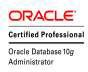 ORACLE
Certified Professional
Oracle Database 10g
Administrator